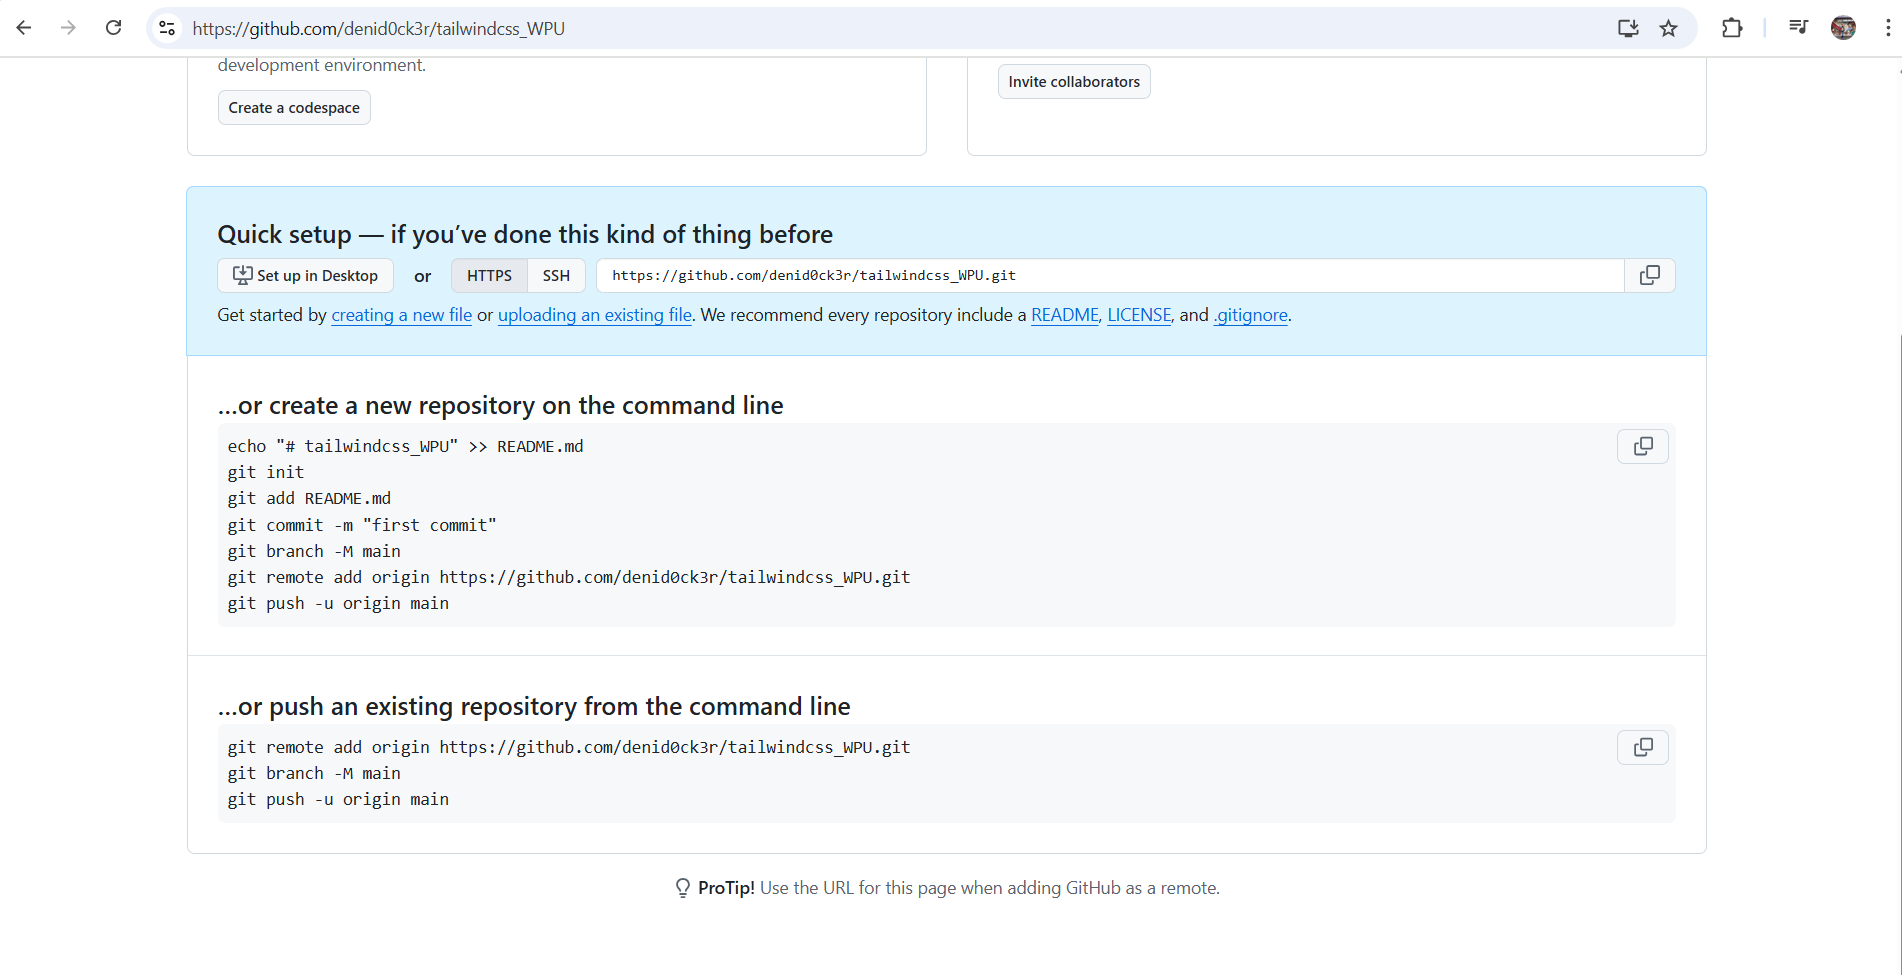 https://github.com/denid0ck3r/tailwindcss_WPU
development environment.
Create a codespace
Invite collaborators
Quick setup — if you’ve done this kind of thing before
Set up in Desktop or HTTPS SSH https://github.com/denid0ck3r/tailwindcss_WPU.git
Get started by creating a new file or uploading an existing file. We recommend every repository include a README, LICENSE, and .gitignore.
…or create a new repository on the command line
echo "# tailwindcss_WPU" >> README.md
git init
git add README.md
git commit -m "first commit"
git branch -M main
git remote add origin https://github.com/denid0ck3r/tailwindcss_WPU.git
git push -u origin main
…or push an existing repository from the command line
git remote add origin https://github.com/denid0ck3r/tailwindcss_WPU.git
git branch -M main
git push -u origin main
ProTip! Use the URL for this page when adding GitHub as a remote.